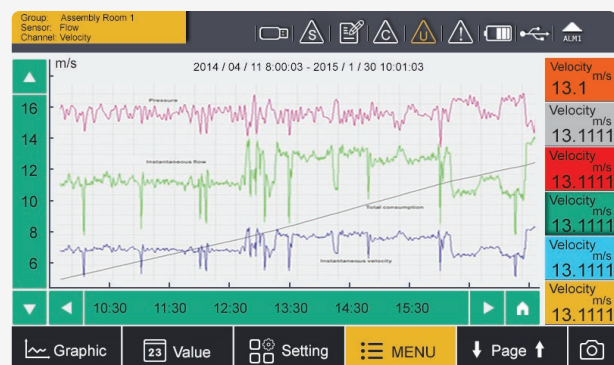 Group: Assembly Room 1
Sensor: Flow
Channel: Velocity
S
C
U
ALM1
m/s
2014 / 04 / 11 8:00:03 - 2015 / 1 / 30 10:01:03
16
14
12
10
8
6
Pressure
Instantaneous flow
Total consumption
Instantaneous velocity
Velocity
m/s
13.1
Velocity
m/s
13.1111
Velocity
m/s
13.1111
Velocity
m/s
13.1111
Velocity
m/s
13.1111
Velocity
m/s
13.1111
10:30 11:30 12:30 13:30 14:30 15:30
Graphic
23 Value
Setting
MENU
Page